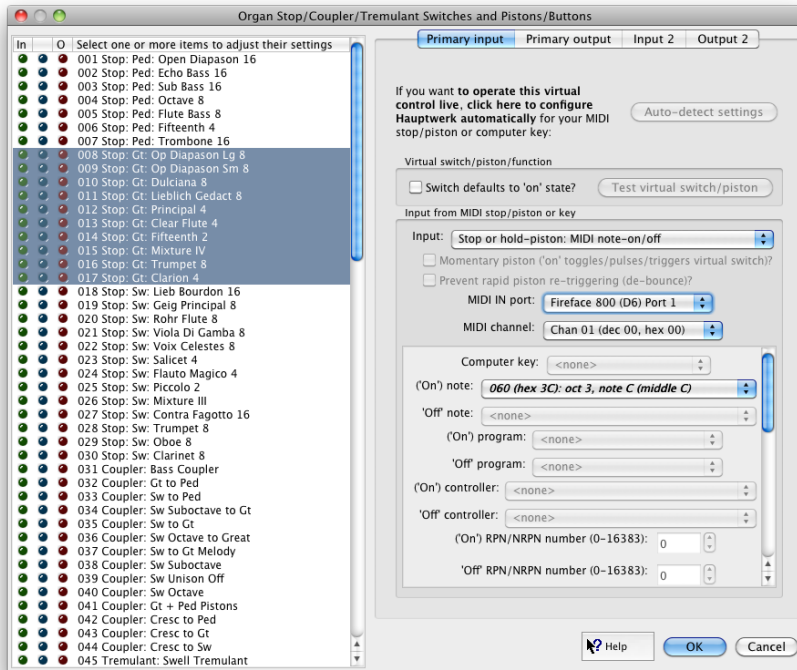 Organ Stop/Coupler/Tremulant Switches and Pistons/Buttons
In O Select one or more items to adjust their settings
001 Stop: Ped: Open Diapason 16
002 Stop: Ped: Echo Bass 16
003 Stop: Ped: Sub Bass 16
004 Stop: Ped: Octave 8
005 Stop: Ped: Flute Bass 8
006 Stop: Ped: Fifteenth 4
007 Stop: Ped: Trombone 16
008 Stop: Gt: Op Diapason Lg 8
009 Stop: Gt: Op Diapason Sm 8
010 Stop: Gt: Dulciana 8
011 Stop: Gt: Lieblich Gedact 8
012 Stop: Gt: Principal 4
013 Stop: Gt: Clear Flute 4
014 Stop: Gt: Fifteenth 2
015 Stop: Gt: Mixture IV
016 Stop: Gt: Trumpet 8
017 Stop: Gt: Clarion 4
018 Stop: Sw: Lieb Bourdon 16
019 Stop: Sw: Geig Principal 8
020 Stop: Sw: Rohr Flute 8
021 Stop: Sw: Viola Di Gamba 8
022 Stop: Sw: Voix Celestes 8
023 Stop: Sw: Salicet 4
024 Stop: Sw: Flauto Magico 4
025 Stop: Sw: Piccolo 2
026 Stop: Sw: Mixture III
027 Stop: Sw: Contra Fagotto 16
028 Stop: Sw: Trumpet 8
029 Stop: Sw: Oboe 8
030 Stop: Sw: Clarinet 8
031 Coupler: Bass Coupler
032 Coupler: Gt to Ped
033 Coupler: Sw to Ped
034 Coupler: Sw Suboctave to Gt
035 Coupler: Sw to Gt
036 Coupler: Sw Octave to Great
037 Coupler: Sw to Gt Melody
038 Coupler: Sw Suboctave
039 Coupler: Sw Unison Off
040 Coupler: Sw Octave
041 Coupler: Gt + Ped Pistons
042 Coupler: Cresc to Ped
043 Coupler: Cresc to Gt
044 Coupler: Cresc to Sw
045 Tremulant: Swell Tremulant
Primary input Primary output Input 2 Output 2
If you want to operate this virtual
control live, click here to configure
Hauptwerk automatically for your MIDI
stop/piston or computer key:
Auto-detect settings
Virtual switch/piston/function
Switch defaults to 'on' state? Test virtual switch/piston
Input from MIDI stop/piston or key
Input: Stop or hold-piston: MIDI note-on/off
Momentary piston ('on' toggles/pulses/triggers virtual switch)?
Prevent rapid piston re-triggering (de-bounce)?
MIDI IN port: Fireface 800 (D6) Port 1
MIDI channel: Chan 01 (dec 00, hex 00)
Computer key: <none>
('On') note: 060 (hex 3C): oct 3, note C (middle C)
'Off' note: <none>
('On') program: <none>
'Off' program: <none>
('On') controller: <none>
'Off' controller: <none>
('On') RPN/NRPN number (0-16383): 0
'Off' RPN/NRPN number (0-16383): 0
? Help OK Cancel